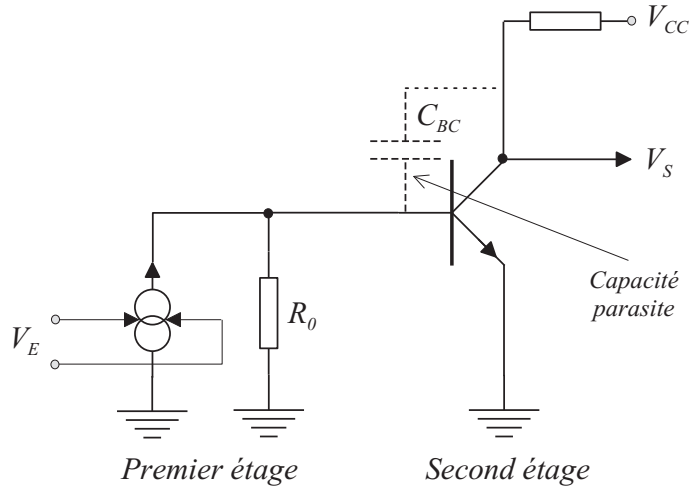 V_CC
C_BC
V_S
Capacité
parasite
V_E
R_0
Premier étage
Second étage